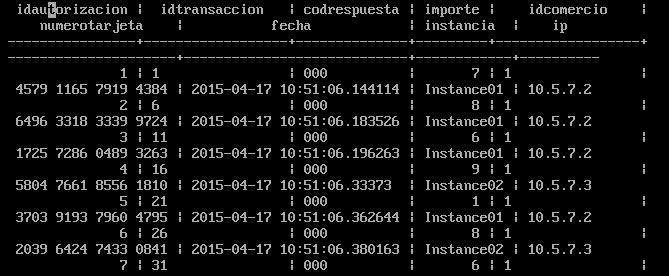 idautorizacion ¦ idtransaccion ¦ codrespuesta ¦ importe ¦ idcomercio ¦
numerotarjeta ¦ fecha ¦ instancia ¦ ip
----------------+-----------------+--------------+---------+-----------------+
--------------------+----------------------------+------------+-----------
1 ¦ 1 ¦ 000 ¦ 7 ¦ 1 ¦
4579 1165 7919 4384 ¦ 2015-04-17 10:51:06.144114 ¦ Instance01 ¦ 10.5.7.2
2 ¦ 6 ¦ 000 ¦ 8 ¦ 1 ¦
6496 3318 3339 9724 ¦ 2015-04-17 10:51:06.183526 ¦ Instance01 ¦ 10.5.7.2
3 ¦ 11 ¦ 000 ¦ 6 ¦ 1 ¦
1725 7286 0489 3263 ¦ 2015-04-17 10:51:06.196263 ¦ Instance01 ¦ 10.5.7.2
4 ¦ 16 ¦ 000 ¦ 9 ¦ 1 ¦
5804 7661 8556 1810 ¦ 2015-04-17 10:51:06.33373 ¦ Instance02 ¦ 10.5.7.3
5 ¦ 21 ¦ 000 ¦ 1 ¦ 1 ¦
3703 9193 7960 4795 ¦ 2015-04-17 10:51:06.362644 ¦ Instance01 ¦ 10.5.7.2
6 ¦ 26 ¦ 000 ¦ 8 ¦ 1 ¦
2039 6424 7433 0841 ¦ 2015-04-17 10:51:06.380163 ¦ Instance02 ¦ 10.5.7.3
7 ¦ 31 ¦ 000 ¦ 6 ¦ 1 ¦